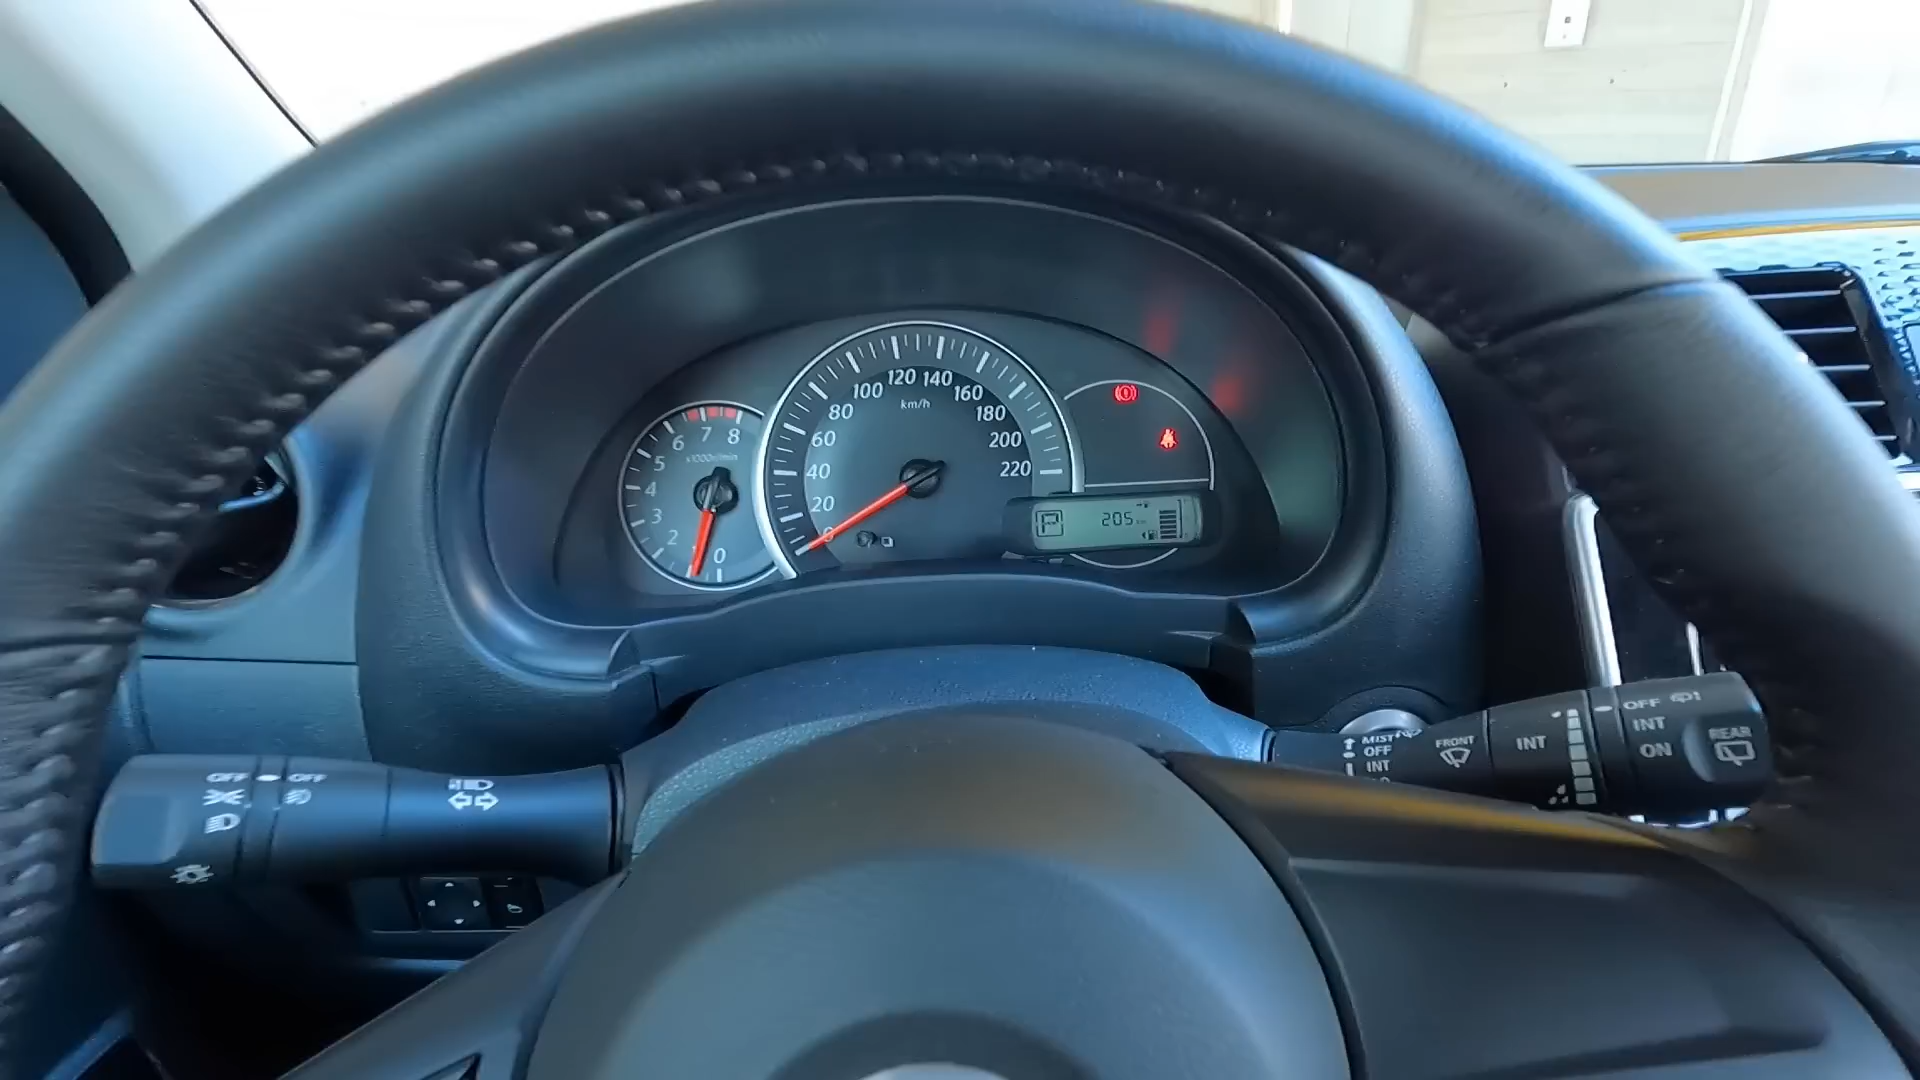 6 7 8
5
4
3
2
1
0
x1000r/min
100 120 140 160
80 180
60 200
40 220
20
0
km/h
P 205 km
OFF OFF
MIST
OFF
INT
FRONT
INT
OFF
INT
ON
REAR